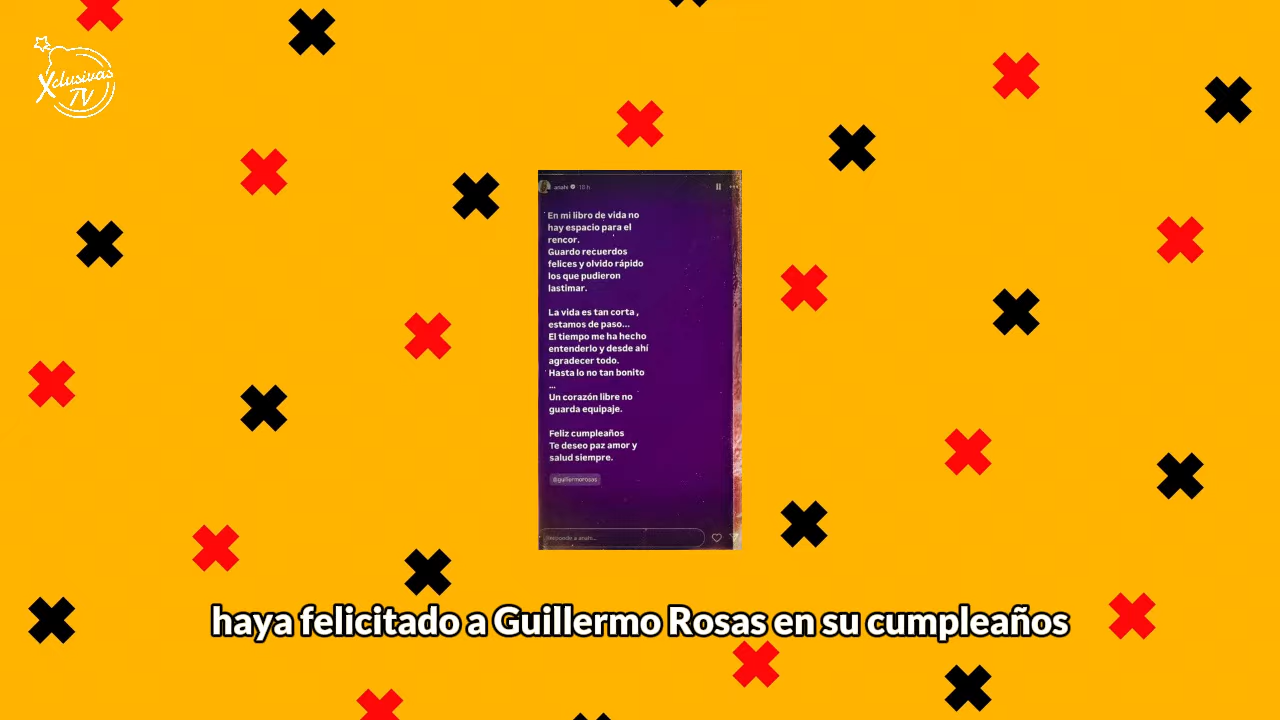 Xclusivas
TV
anahi 18 h
En mi libro de vida no
hay espacio para el
rencor.
Guardo recuerdos
felices y olvido rápido
los que pudieron
lastimar.
La vida es tan corta ,
estamos de paso...
El tiempo me ha hecho
entenderlo y desde ahí
agradecer todo.
Hasta lo no tan bonito
...
Un corazón libre no
guarda equipaje.
Feliz cumpleaños
Te deseo paz amor y
salud siempre.
@guillermorosas
Responde a anahi...
haya felicitado a Guillermo Rosas en su cumpleaños